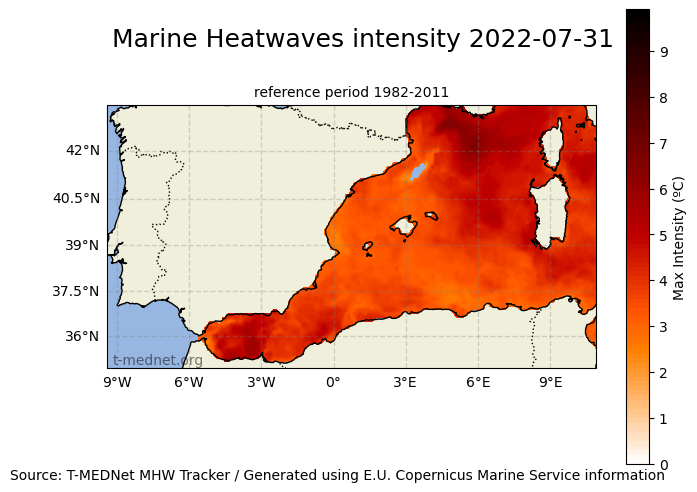 Marine Heatwaves intensity 2022-07-31
reference period 1982-2011
42°N
40.5°N
39°N
37.5°N
36°N
t-mednet.org
9°W 6°W 3°W 0° 3°E 6°E 9°E
9
8
7
6
5
4
3
2
1
0
Max Intensity (ºC)
Source: T-MEDNet MHW Tracker / Generated using E.U. Copernicus Marine Service information